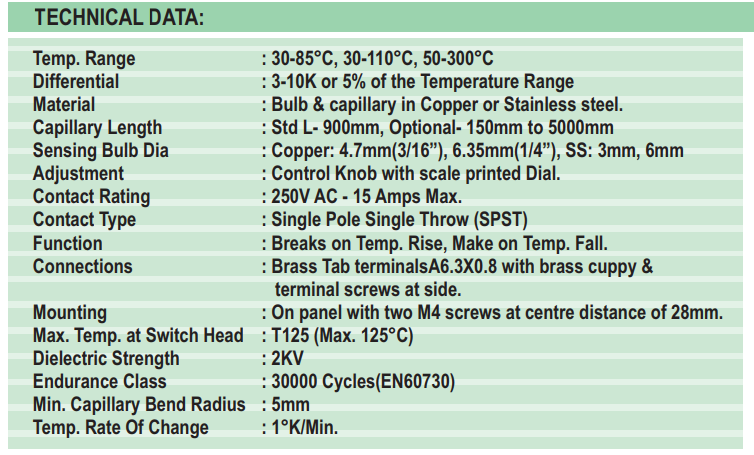 TECHNICAL DATA:
Temp. Range : 30-85°C, 30-110°C, 50-300°C
Differential : 3-10K or 5% of the Temperature Range
Material : Bulb & capillary in Copper or Stainless steel.
Capillary Length : Std L- 900mm, Optional- 150mm to 5000mm
Sensing Bulb Dia : Copper: 4.7mm(3/16”), 6.35mm(1/4”), SS: 3mm, 6mm
Adjustment : Control Knob with scale printed Dial.
Contact Rating : 250V AC - 15 Amps Max.
Contact Type : Single Pole Single Throw (SPST)
Function : Breaks on Temp. Rise, Make on Temp. Fall.
Connections : Brass Tab terminalsA6.3X0.8 with brass cuppy &
terminal screws at side.
Mounting : On panel with two M4 screws at centre distance of 28mm.
Max. Temp. at Switch Head : T125 (Max. 125°C)
Dielectric Strength : 2KV
Endurance Class : 30000 Cycles(EN60730)
Min. Capillary Bend Radius : 5mm
Temp. Rate Of Change : 1°K/Min.